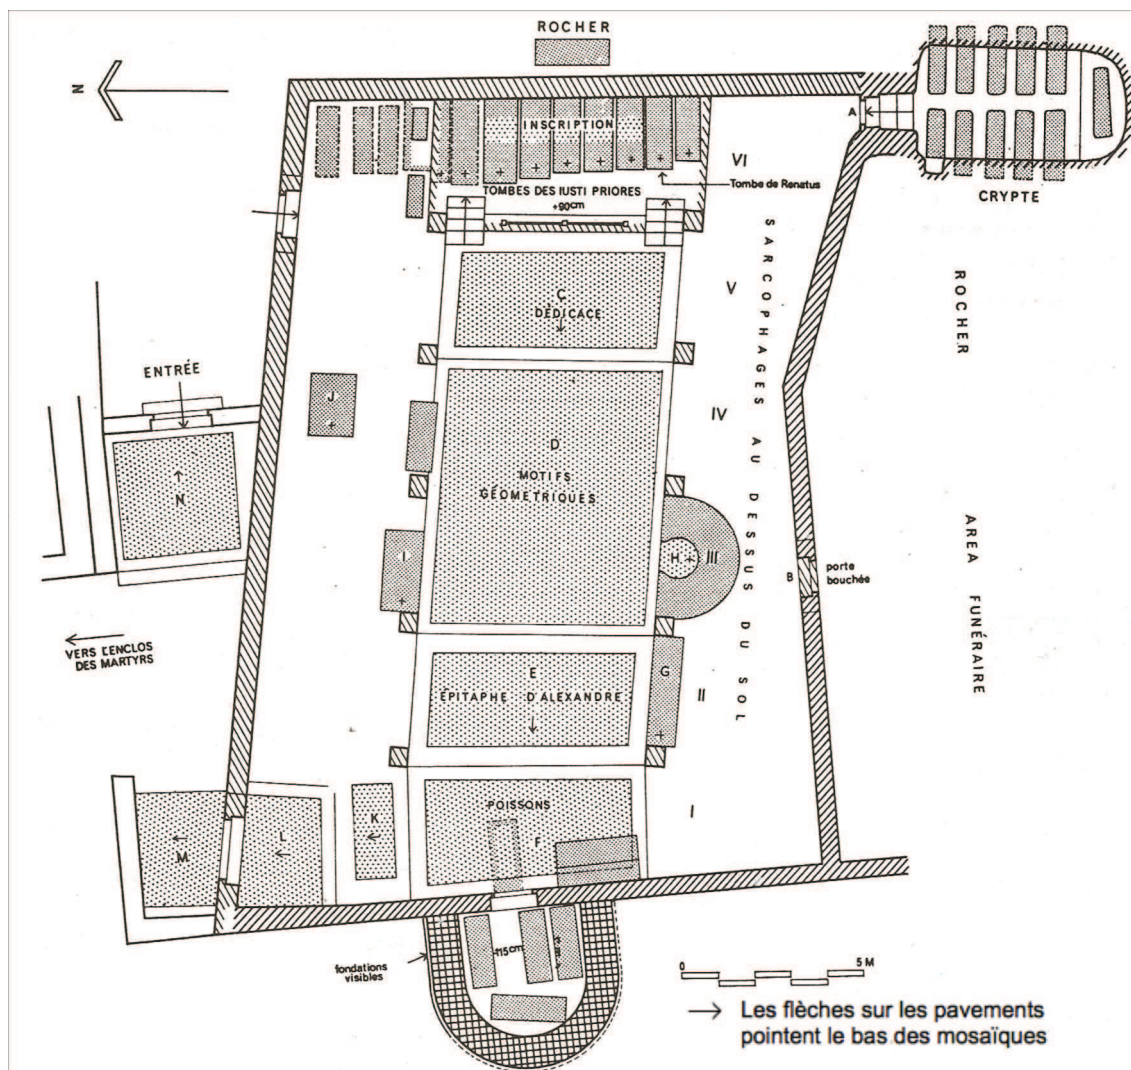 ROCHER
N
A
INSCRIPTION
VI
TOMBES DES IUSTI PRIORES
+90cm
Tombe de Renatus
CRYPTE
C
DÉDICACE
V
SARCOPHAGES AU DESSUS DU SOL
ROCHER
ENTRÉE
J
IV
D
MOTIFS
GÉOMETRIQUES
N
AREA FUNÉRAIRE
I
H
III
B
porte
bouchée
VERS L'ENCLOS
DES MARTYRS
E
ÉPITAPHE D'ALEXANDRE
G
II
POISSONS
I
K
F
L
M
+115cm
fondations
visibles
0
5 M
→ Les flèches sur les pavements
pointent le bas des mosaïques